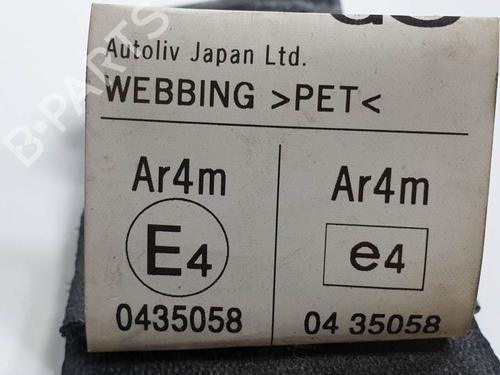 Autoliv Japan Ltd.
WEBBING >PET<
Ar4m
E4
0435058
Ar4m
e4
04 35058
B-PARTS